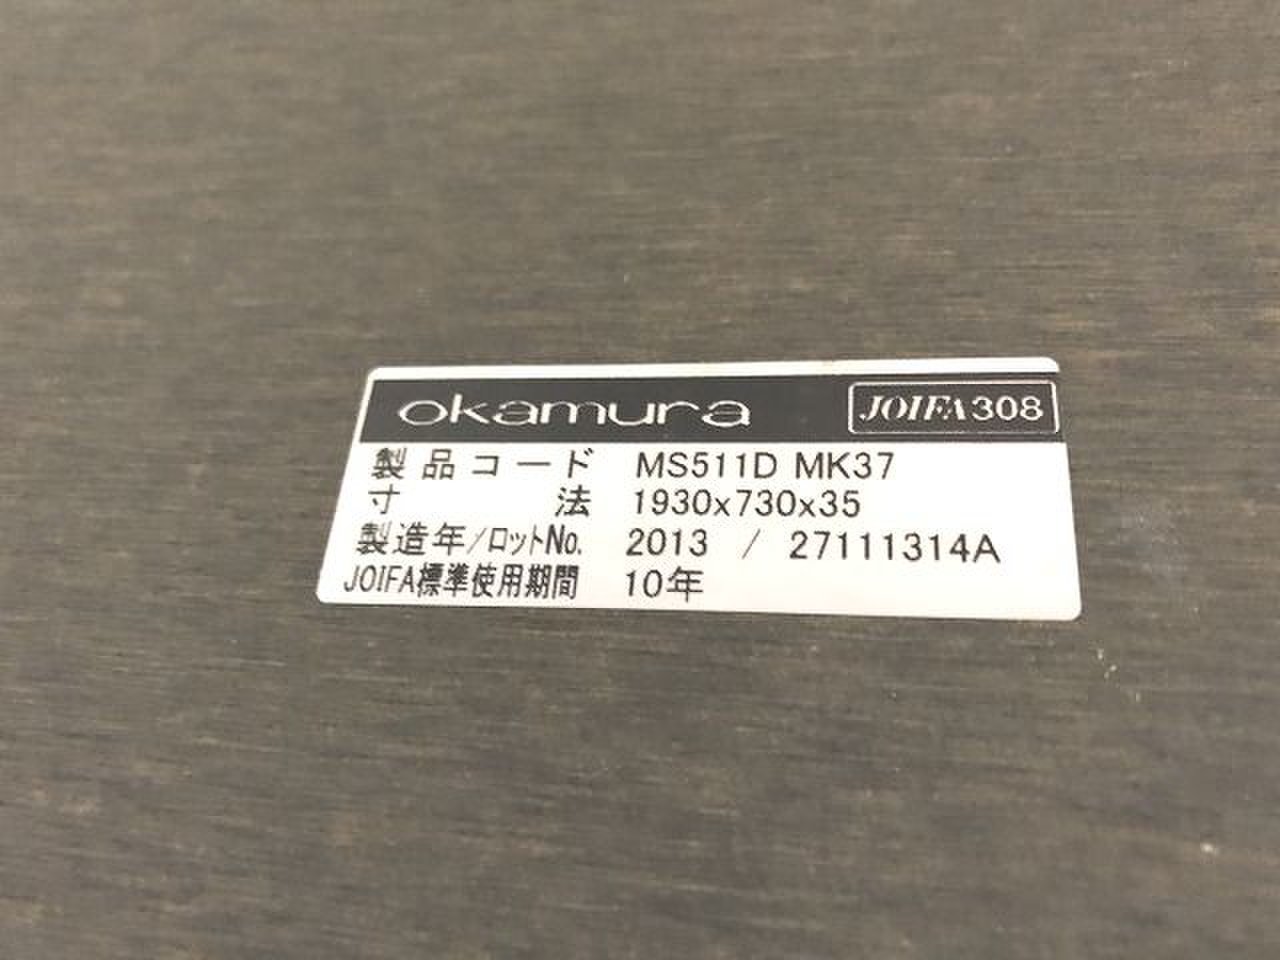 okamura JOIFA308
製品コード MS511D MK37
寸法 1930x730x35
製造年/ロットNo. 2013 / 27111314A
JOIFA標準使用期間 10年